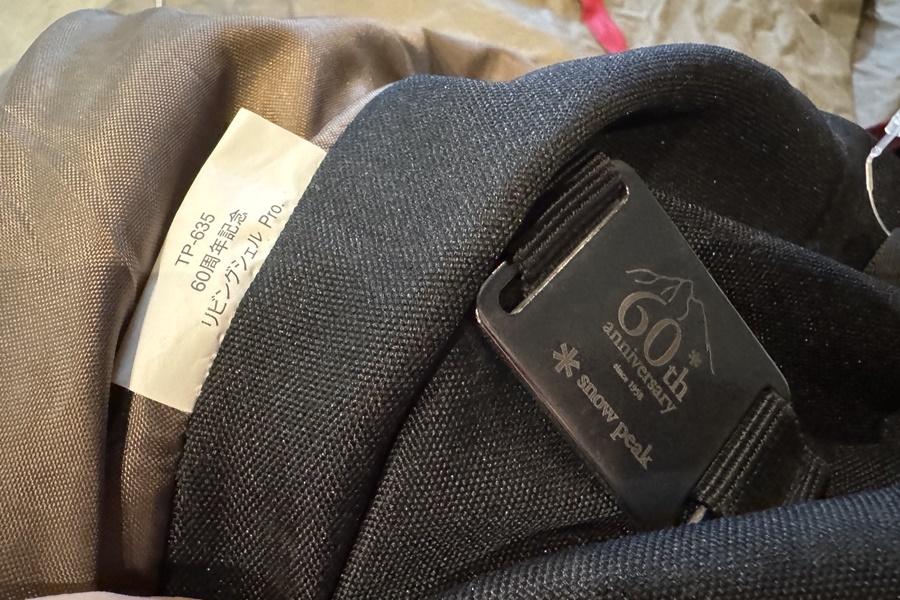 TP-635
60周年記念
リビングシェル Pro.
60th
anniversary
since 1958
snow peak